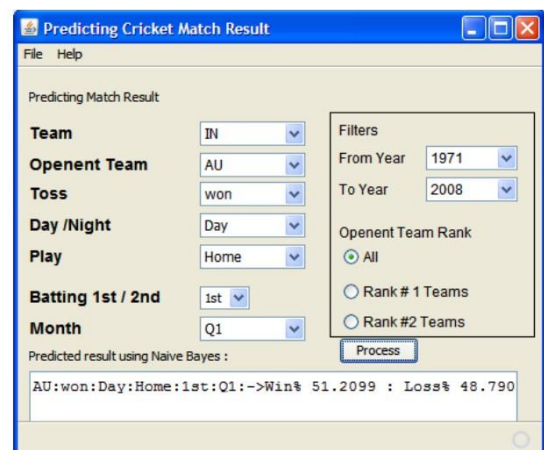 Predicting Cricket Match Result
File Help
Predicting Match Result
Team IN
Openent Team AU
Toss won
Day /Night Day
Play Home
Batting 1st / 2nd 1st
Month Q1
Filters
From Year 1971
To Year 2008
Openent Team Rank
All
Rank # 1 Teams
Rank #2 Teams
Process
Predicted result using Naive Bayes :
AU:won:Day:Home:1st:Q1:->Win% 51.2099 : Loss% 48.790